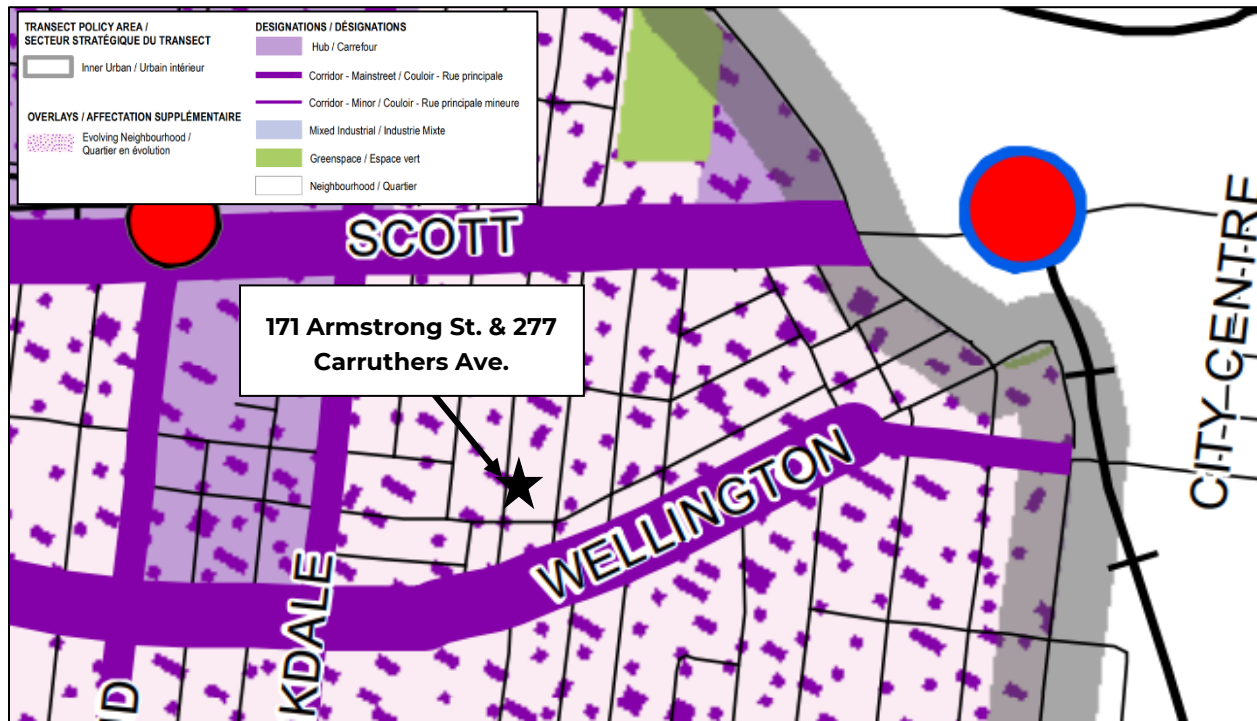 TRANSECT POLICY AREA /
SECTEUR STRATÉGIQUE DU TRANSECT
Inner Urban / Urbain intérieur
OVERLAYS / AFFECTATION SUPPLÉMENTAIRE
Evolving Neighbourhood /
Quartier en évolution
DESIGNATIONS / DÉSIGNATIONS
Hub / Carrefour
Corridor - Mainstreet / Couloir - Rue principale
Corridor - Minor / Couloir - Rue principale mineure
Mixed Industrial / Industrie Mixte
Greenspace / Espace vert
Neighbourhood / Quartier
SCOTT
171 Armstrong St. & 277
Carruthers Ave.
WELLINGTON
CITY CENTRE
KDALE
D